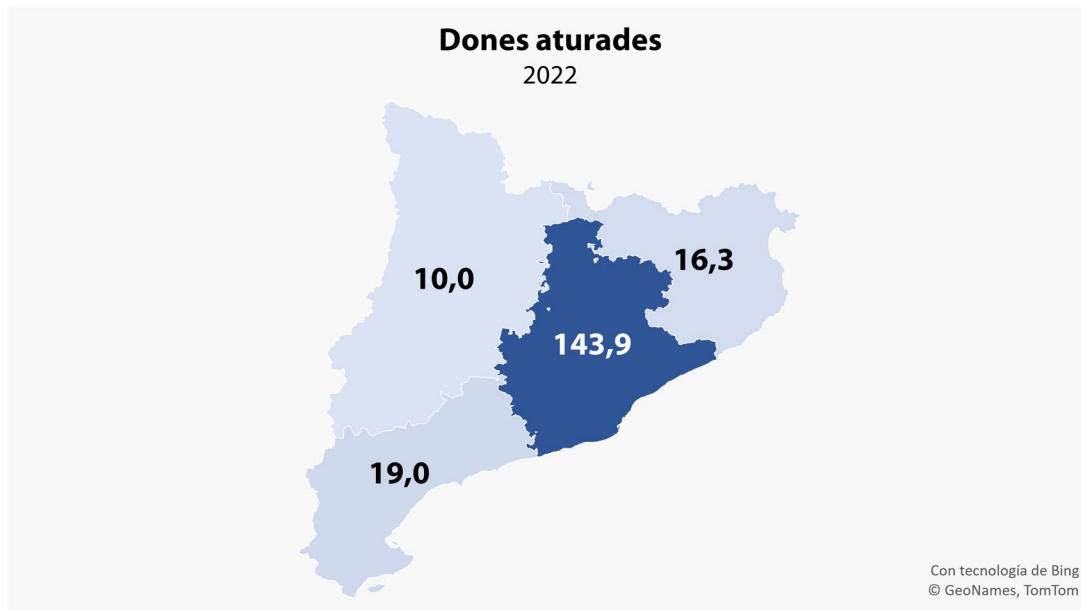 Dones aturades
2022
10,0
16,3
143,9
19,0
Con tecnología de Bing
© GeoNames, TomTom